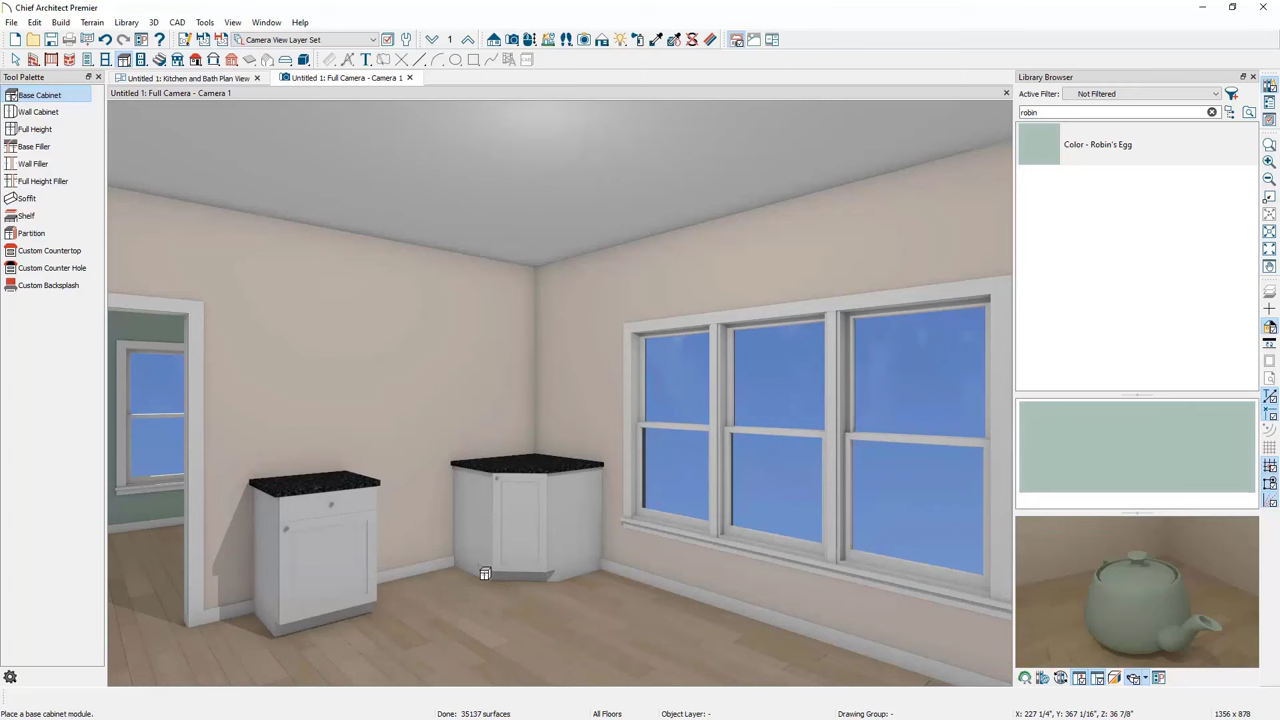 Chief Architect Premier
File Edit Build Terrain Library 3D CAD Tools View Window Help
Camera View Layer Set
1
Tool Palette
Untitled 1: Kitchen and Bath Plan View
Untitled 1: Full Camera - Camera 1
Library Browser
Untitled 1: Full Camera - Camera 1
Active Filter: Not Filtered
robin
Color - Robin's Egg
Base Cabinet
Wall Cabinet
Full Height
Base Filler
Wall Filler
Full Height Filler
Soffit
Shelf
Partition
Custom Countertop
Custom Counter Hole
Custom Backsplash
Place a base cabinet module.
Done: 35137 surfaces
All Floors
Object Layer: -
Drawing Group: -
X: 227 1/4", Y: 367 1/16", Z: 36 7/8"
1356 x 878